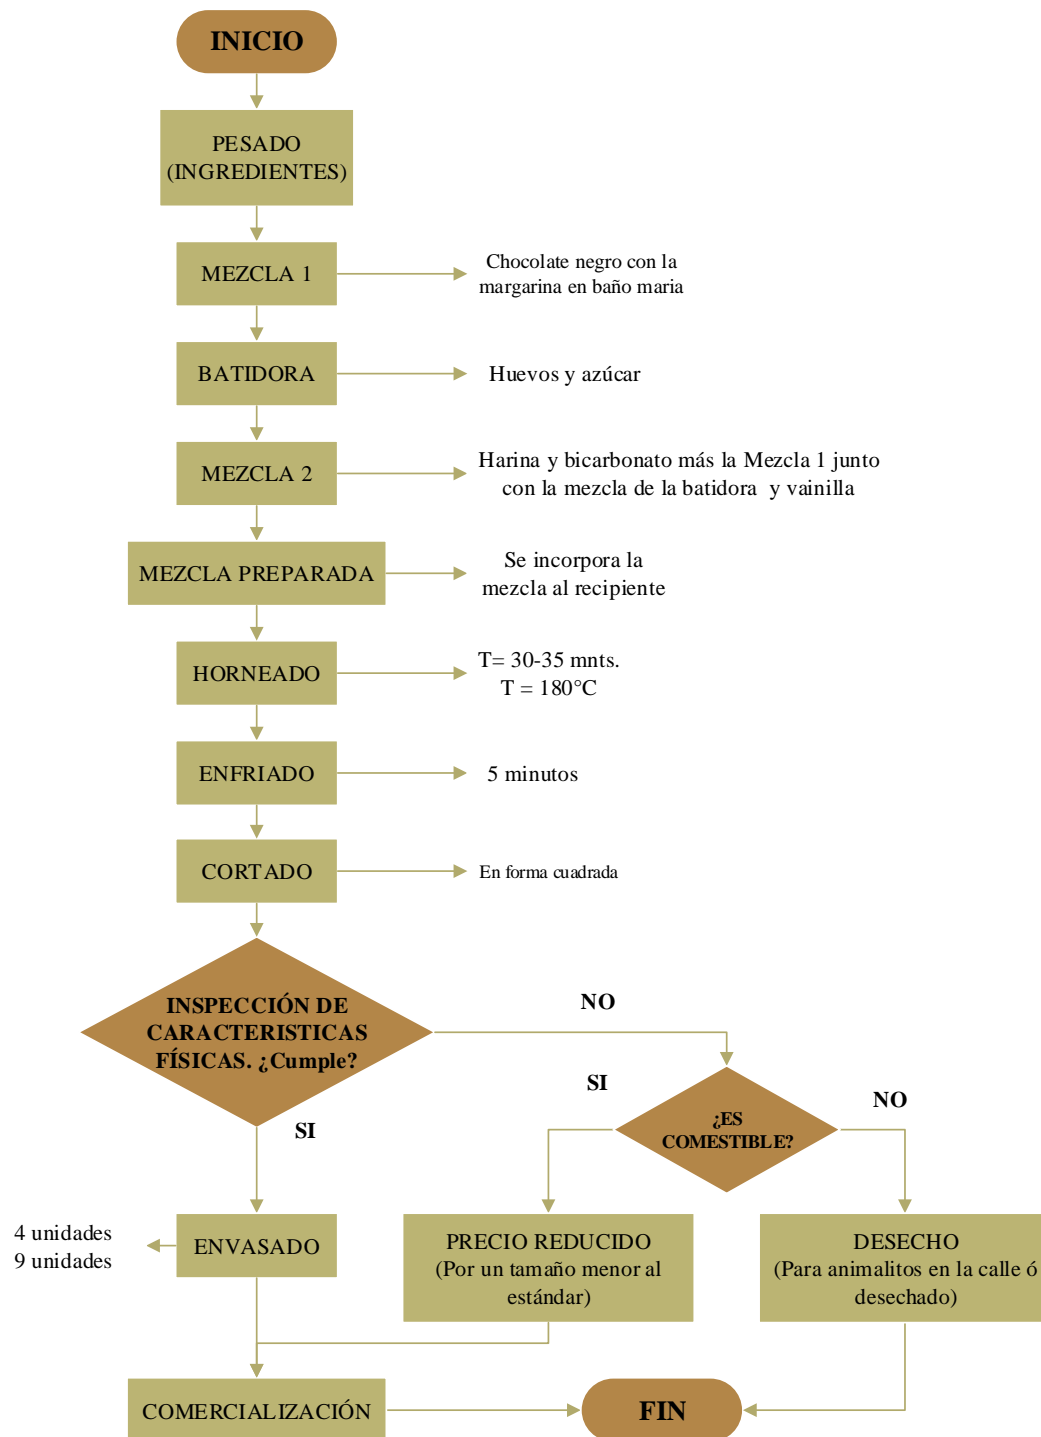 INICIO
PESADO
(INGREDIENTES)
MEZCLA 1
Chocolate negro con la
margarina en baño maria
BATIDORA
Huevos y azúcar
MEZCLA 2
Harina y bicarbonato más la Mezcla 1 junto
con la mezcla de la batidora y vainilla
MEZCLA PREPARADA
Se incorpora la
mezcla al recipiente
HORNEADO
T= 30-35 mnts.
T = 180°C
ENFRIADO
5 minutos
CORTADO
En forma cuadrada
INSPECCIÓN DE
CARACTERISTICAS
FÍSICAS. ¿Cumple?
NO
SI
¿ES
COMESTIBLE?
SI
NO
4 unidades
9 unidades
ENVASADO
PRECIO REDUCIDO
(Por un tamaño menor al
estándar)
DESECHO
(Para animalitos en la calle ó
desechado)
COMERCIALIZACIÓN
FIN